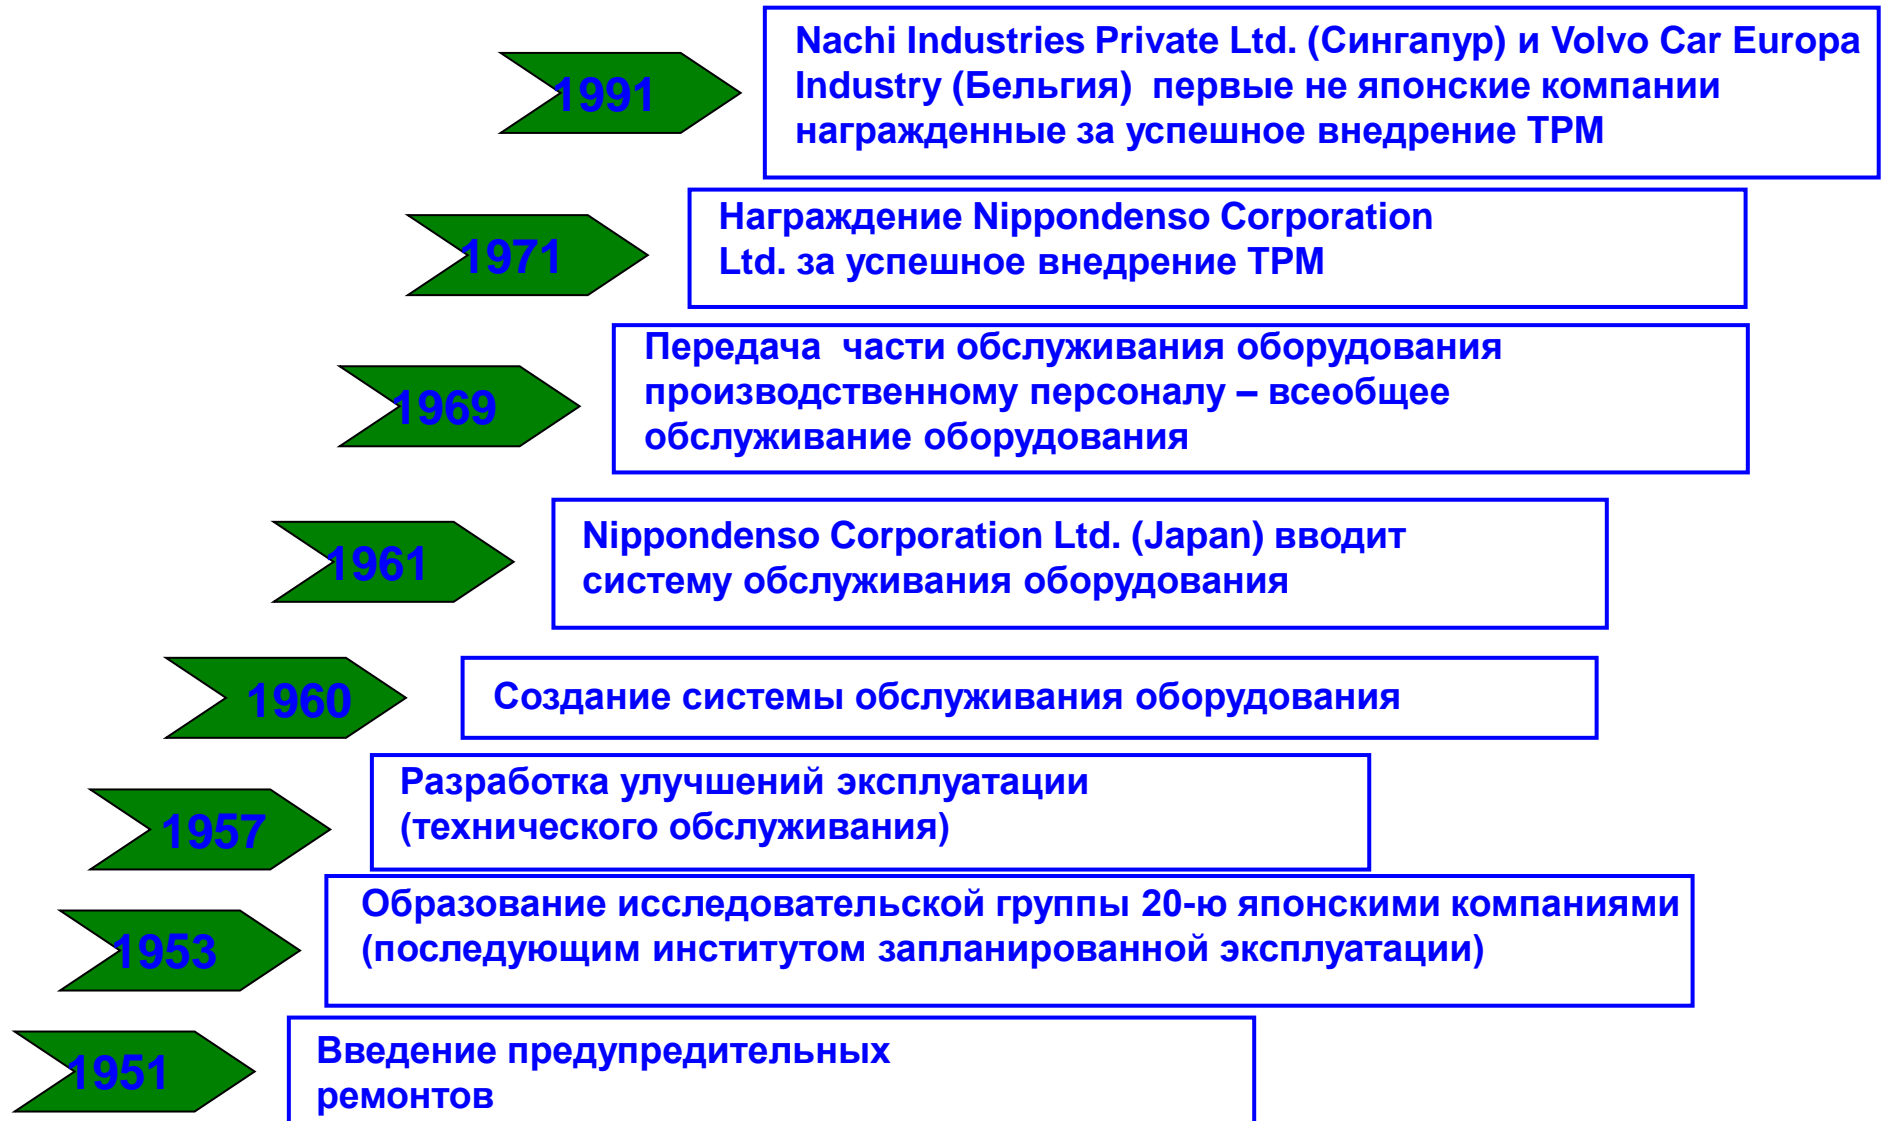 1991
Nachi Industries Private Ltd. (Сингапур) и Volvo Car Europa
Industry (Бельгия)  первые не японские компании
награжденные за успешное внедрение ТРМ
1971
Награждение Nippondenso Corporation
Ltd. за успешное внедрение ТРМ
1969
Передача  части обслуживания оборудования
производственному персоналу – всеобщее
обслуживание оборудования
1961
Nippondenso Corporation Ltd. (Japan) вводит
систему обслуживания оборудования
1960
Создание системы обслуживания оборудования
1957
Разработка улучшений эксплуатации
(технического обслуживания)
1953
Образование исследовательской группы 20-ю японскими компаниями
(последующим институтом запланированной эксплуатации)
1951
Введение предупредительных
ремонтов